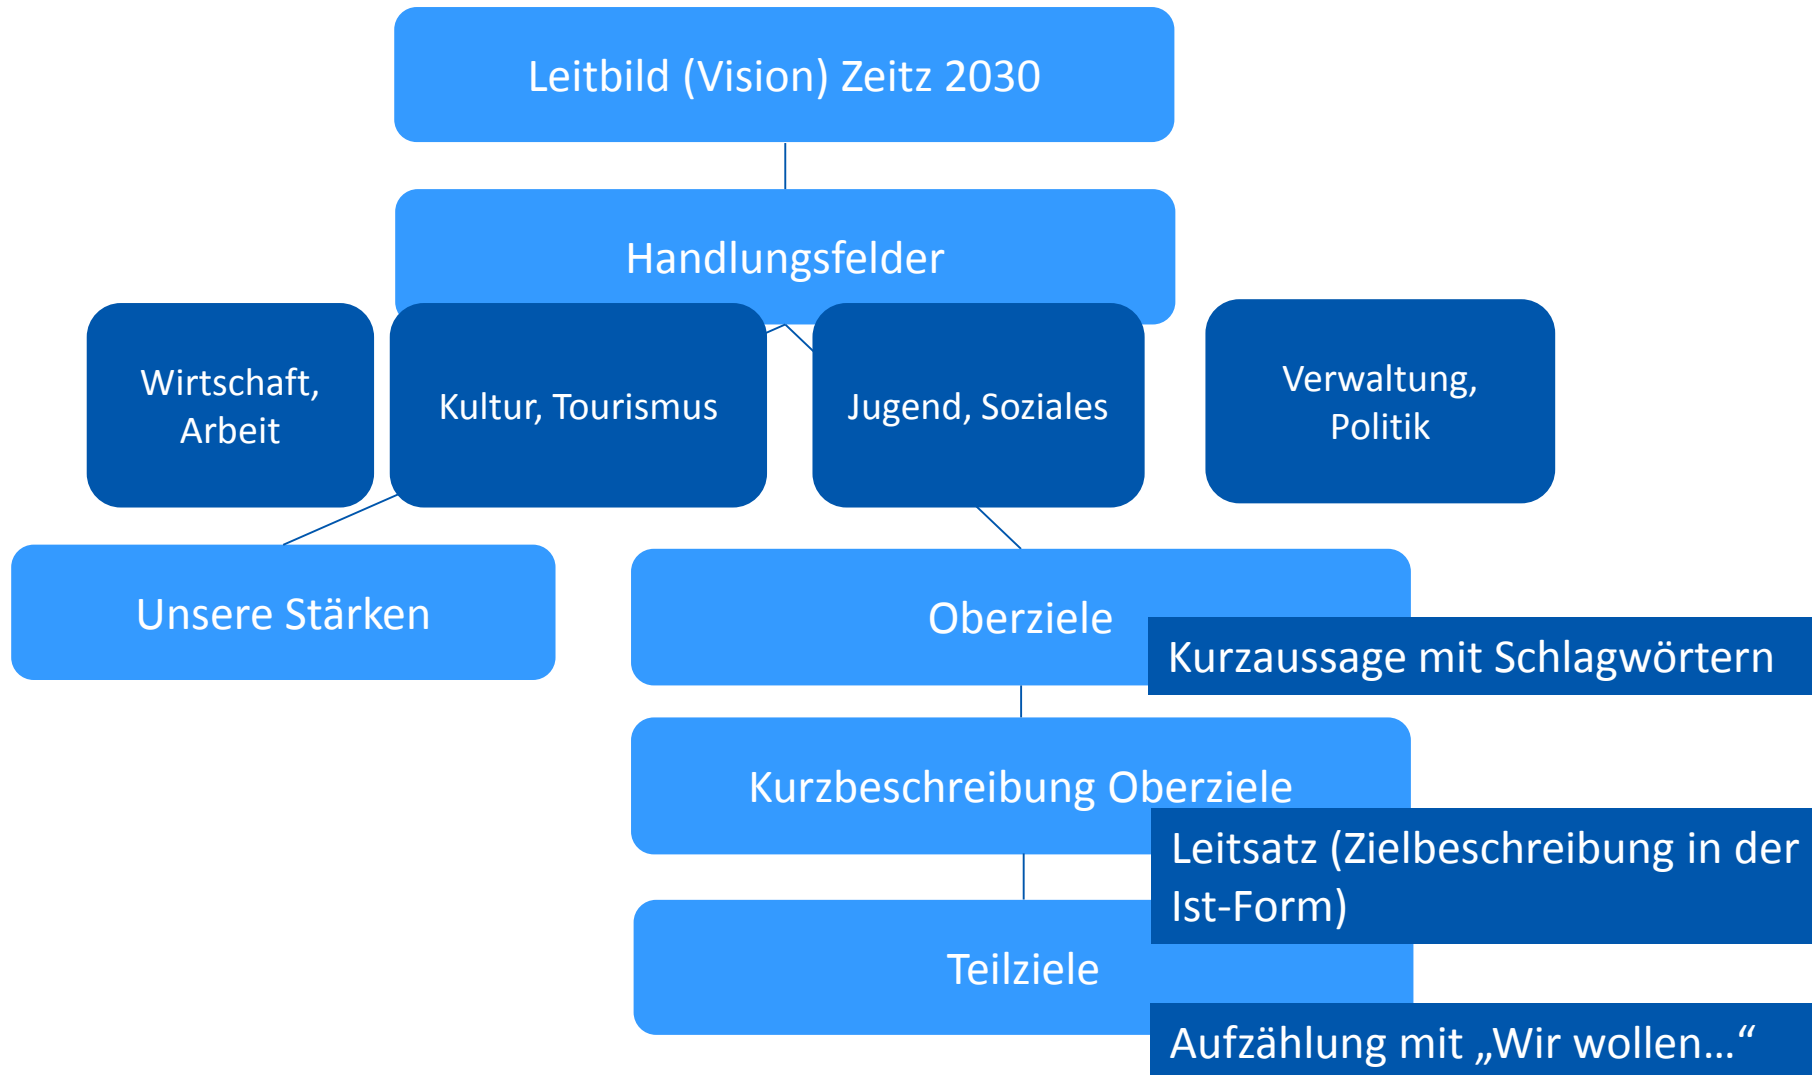 Leitbild (Vision) Zeitz 2030
Handlungsfelder
Wirtschaft,
Arbeit
Kultur, Tourismus
Jugend, Soziales
Verwaltung,
Politik
Unsere Stärken
Oberziele
Kurzaussage mit Schlagwörtern
Kurzbeschreibung Oberziele
Leitsatz (Zielbeschreibung in der
Ist-Form)
Teilziele
Aufzählung mit „Wir wollen…“